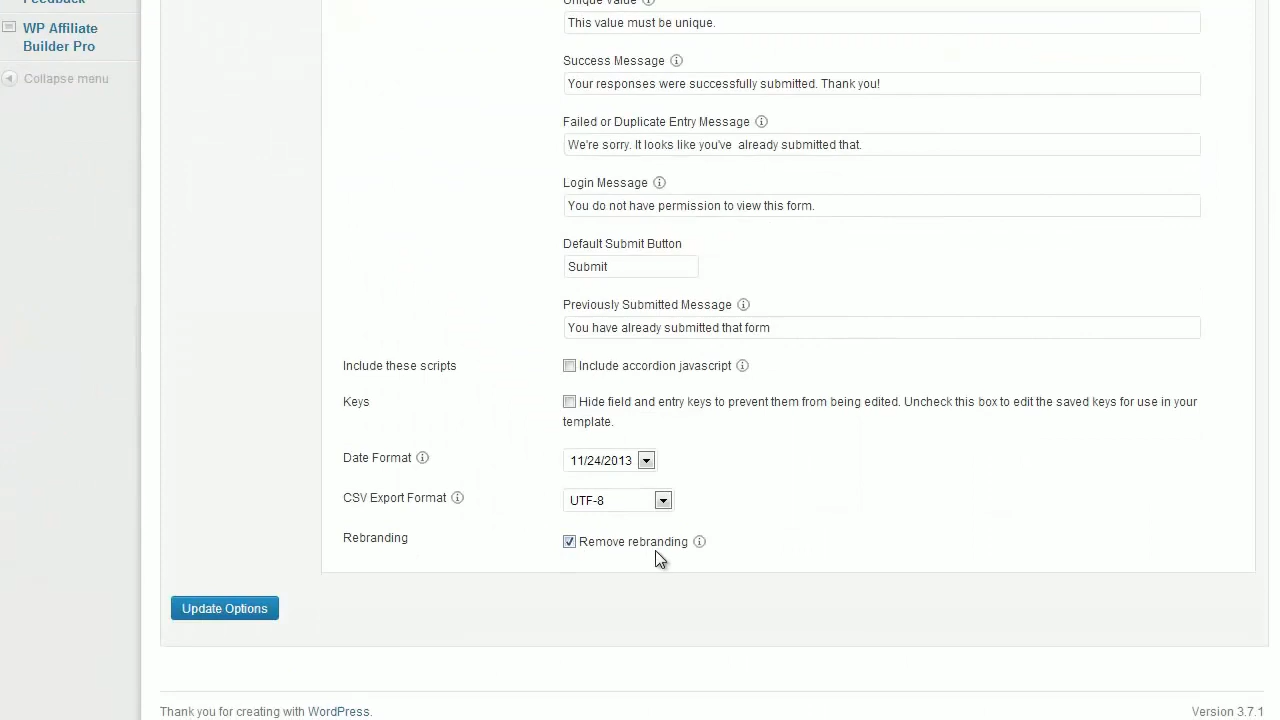 Feedback
WP Affiliate
Builder Pro
Collapse menu
Unique Value
This value must be unique.
Success Message
Your responses were successfully submitted. Thank you!
Failed or Duplicate Entry Message
We're sorry. It looks like you've  already submitted that.
Login Message
You do not have permission to view this form.
Default Submit Button
Submit
Previously Submitted Message
You have already submitted that form
Include these scripts
Include accordion javascript
Keys
Hide field and entry keys to prevent them from being edited. Uncheck this box to edit the saved keys for use in your
template.
Date Format
11/24/2013
CSV Export Format
UTF-8
Rebranding
Remove rebranding
Update Options
Thank you for creating with WordPress.
Version 3.7.1